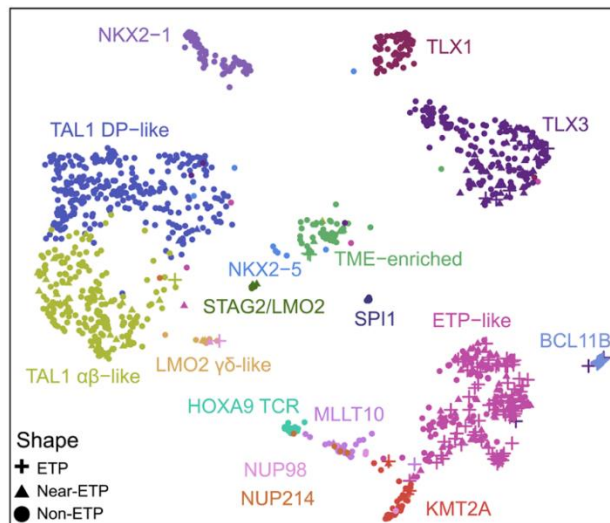 NKX2−1
TLX1
TAL1 DP−like
TLX3
NKX2−5
TME−enriched
STAG2/LMO2
SPI1
ETP−like
BCL11B
TAL1 αβ−like
LMO2 γδ−like
HOXA9 TCR
MLLT10
NUP98
NUP214
KMT2A
Shape
ETP
Near−ETP
Non−ETP